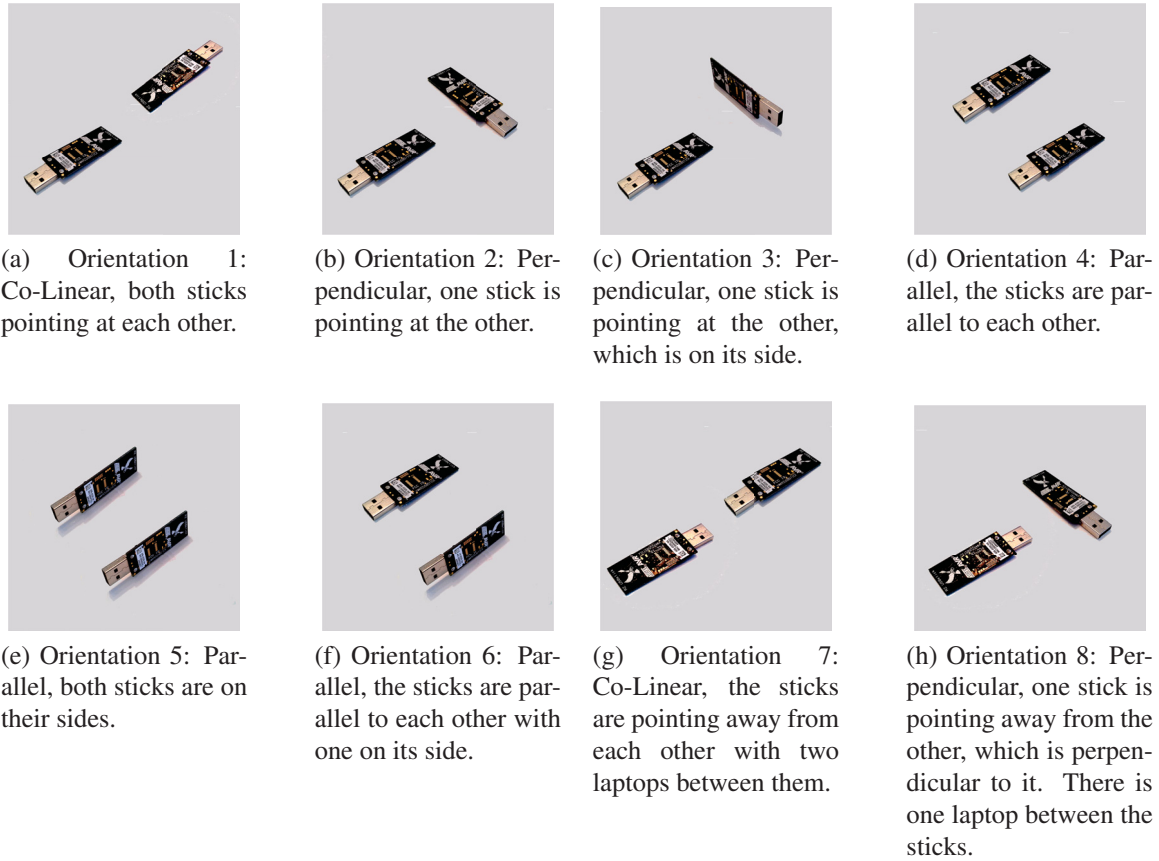 (a) Orientation 1:
Co-Linear, both sticks
pointing at each other.
(b) Orientation 2: Per-
pendicular, one stick is
pointing at the other.
(c) Orientation 3: Per-
pendicular, one stick is
pointing at the other,
which is on its side.
(d) Orientation 4: Par-
allel, the sticks are par-
allel to each other.
(e) Orientation 5: Par-
allel, both sticks are on
their sides.
(f) Orientation 6: Par-
allel, the sticks are par-
allel to each other with
one on its side.
(g) Orientation 7:
Co-Linear, the sticks
are pointing away from
each other with two
laptops between them.
(h) Orientation 8: Per-
pendicular, one stick is
pointing away from the
other, which is perpen-
dicular to it. There is
one laptop between the
sticks.